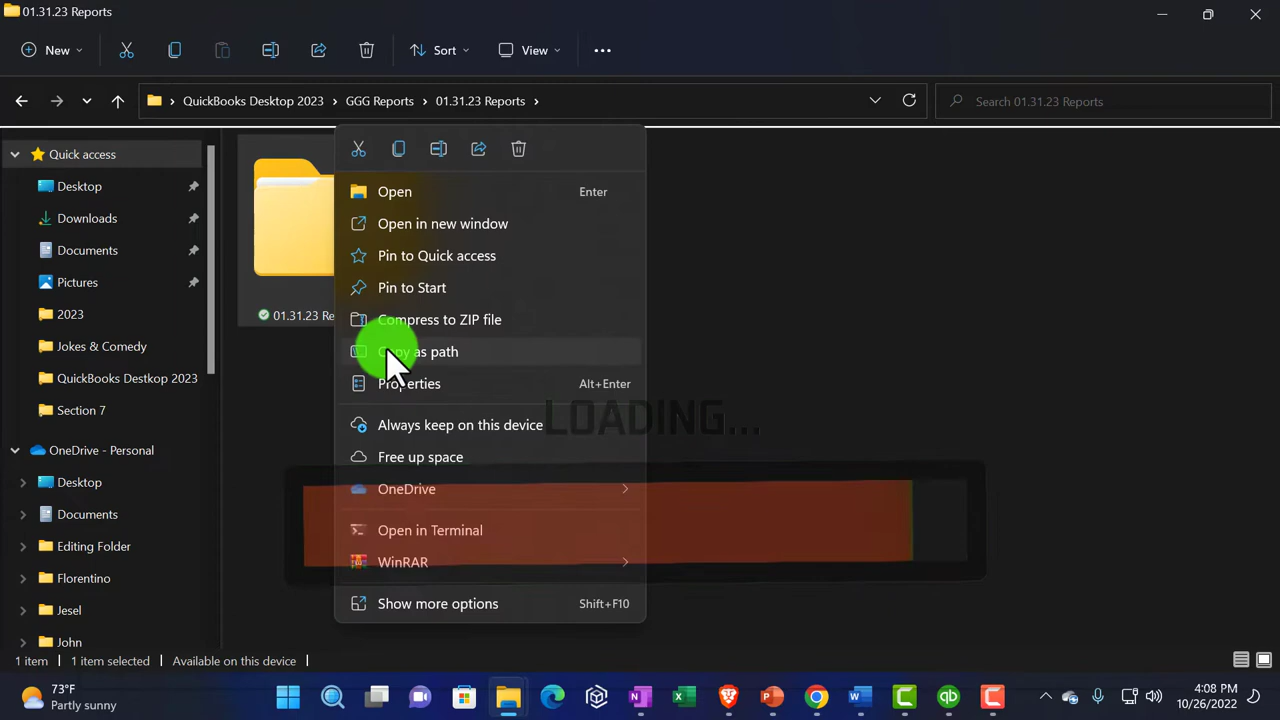 01.31.23 Reports
New
Sort
View
QuickBooks Desktop 2023 > GGG Reports > 01.31.23 Reports >
Search 01.31.23 Reports
Quick access
Desktop
Downloads
Documents
Pictures
2023
Jokes & Comedy
QuickBooks Destkop 2023
Section 7
OneDrive - Personal
Desktop
Documents
Editing Folder
Florentino
Jesel
John
01.31.23 Re
Open Enter
Open in new window
Pin to Quick access
Pin to Start
Compress to ZIP file
Copy as path
Properties Alt+Enter
Always keep on this device
Free up space
OneDrive
Open in Terminal
WinRAR
Show more options Shift+F10
LOADING...
1 item 1 item selected Available on this device
73°F
Partly sunny
4:08 PM
10/26/2022